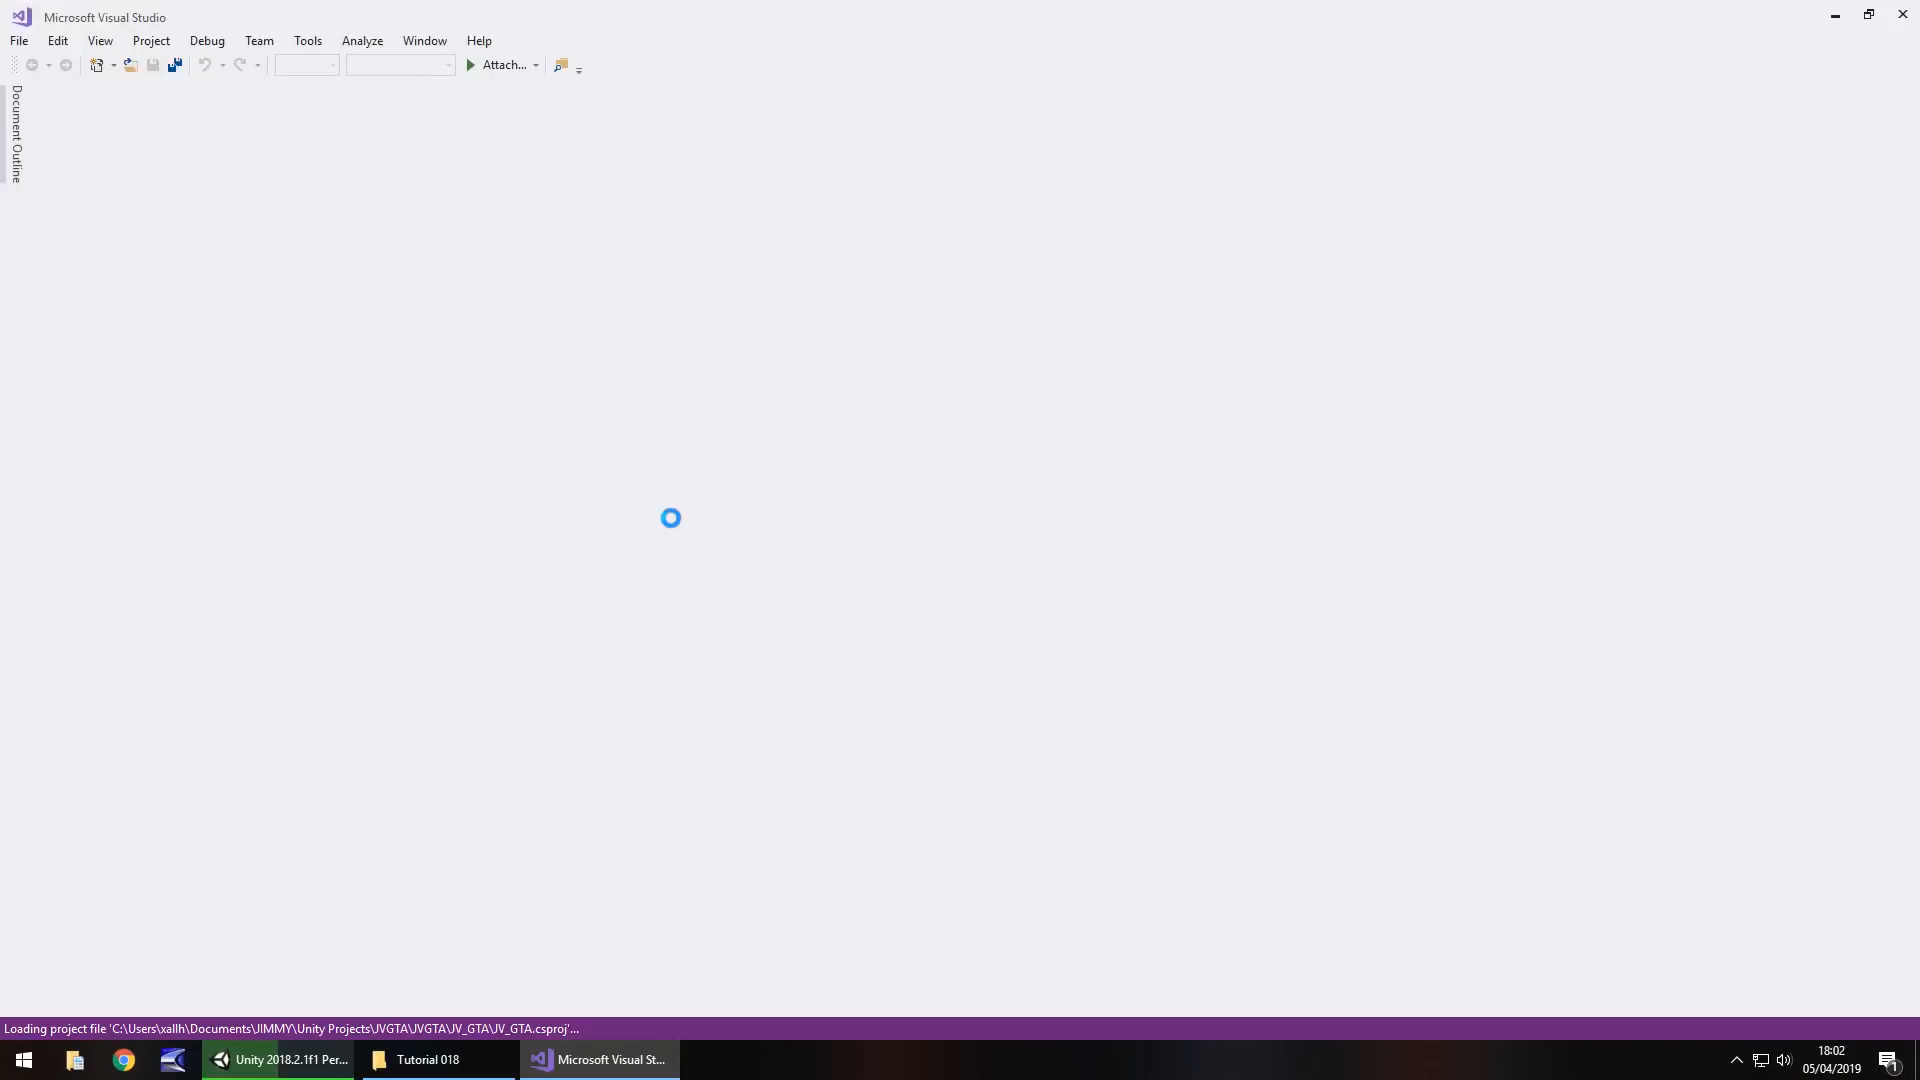 Microsoft Visual Studio
File Edit View Project Debug Team Tools Analyze Window Help
Attach...
Document Outline
Loading project file 'C:\Users\xallh\Documents\JIMMY\Unity Projects\JVGTA\JVGTA\JV_GTA\JV_GTA.csproj'...
Unity 2018.2.1f1 Per... Tutorial 018 Microsoft Visual St...
18:02
05/04/2019
1